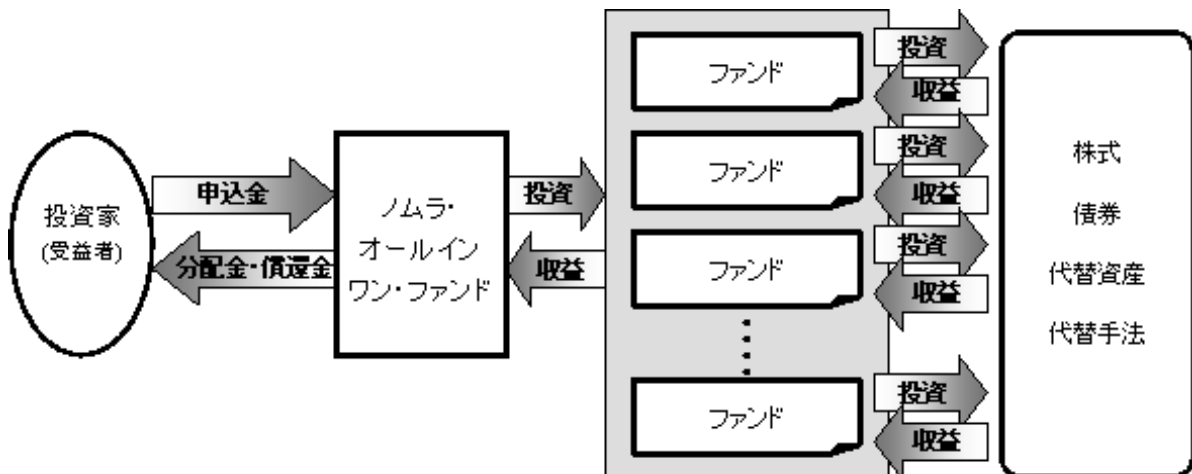 投資家
(受益者)
申込金
分配金・償還金
ノムラ・
オールイン
ワン・ファンド
投資
収益
ファンド
投資
収益
ファンド
投資
収益
ファンド
投資
収益
ファンド
投資
収益
株式
債券
代替資産
代替手法